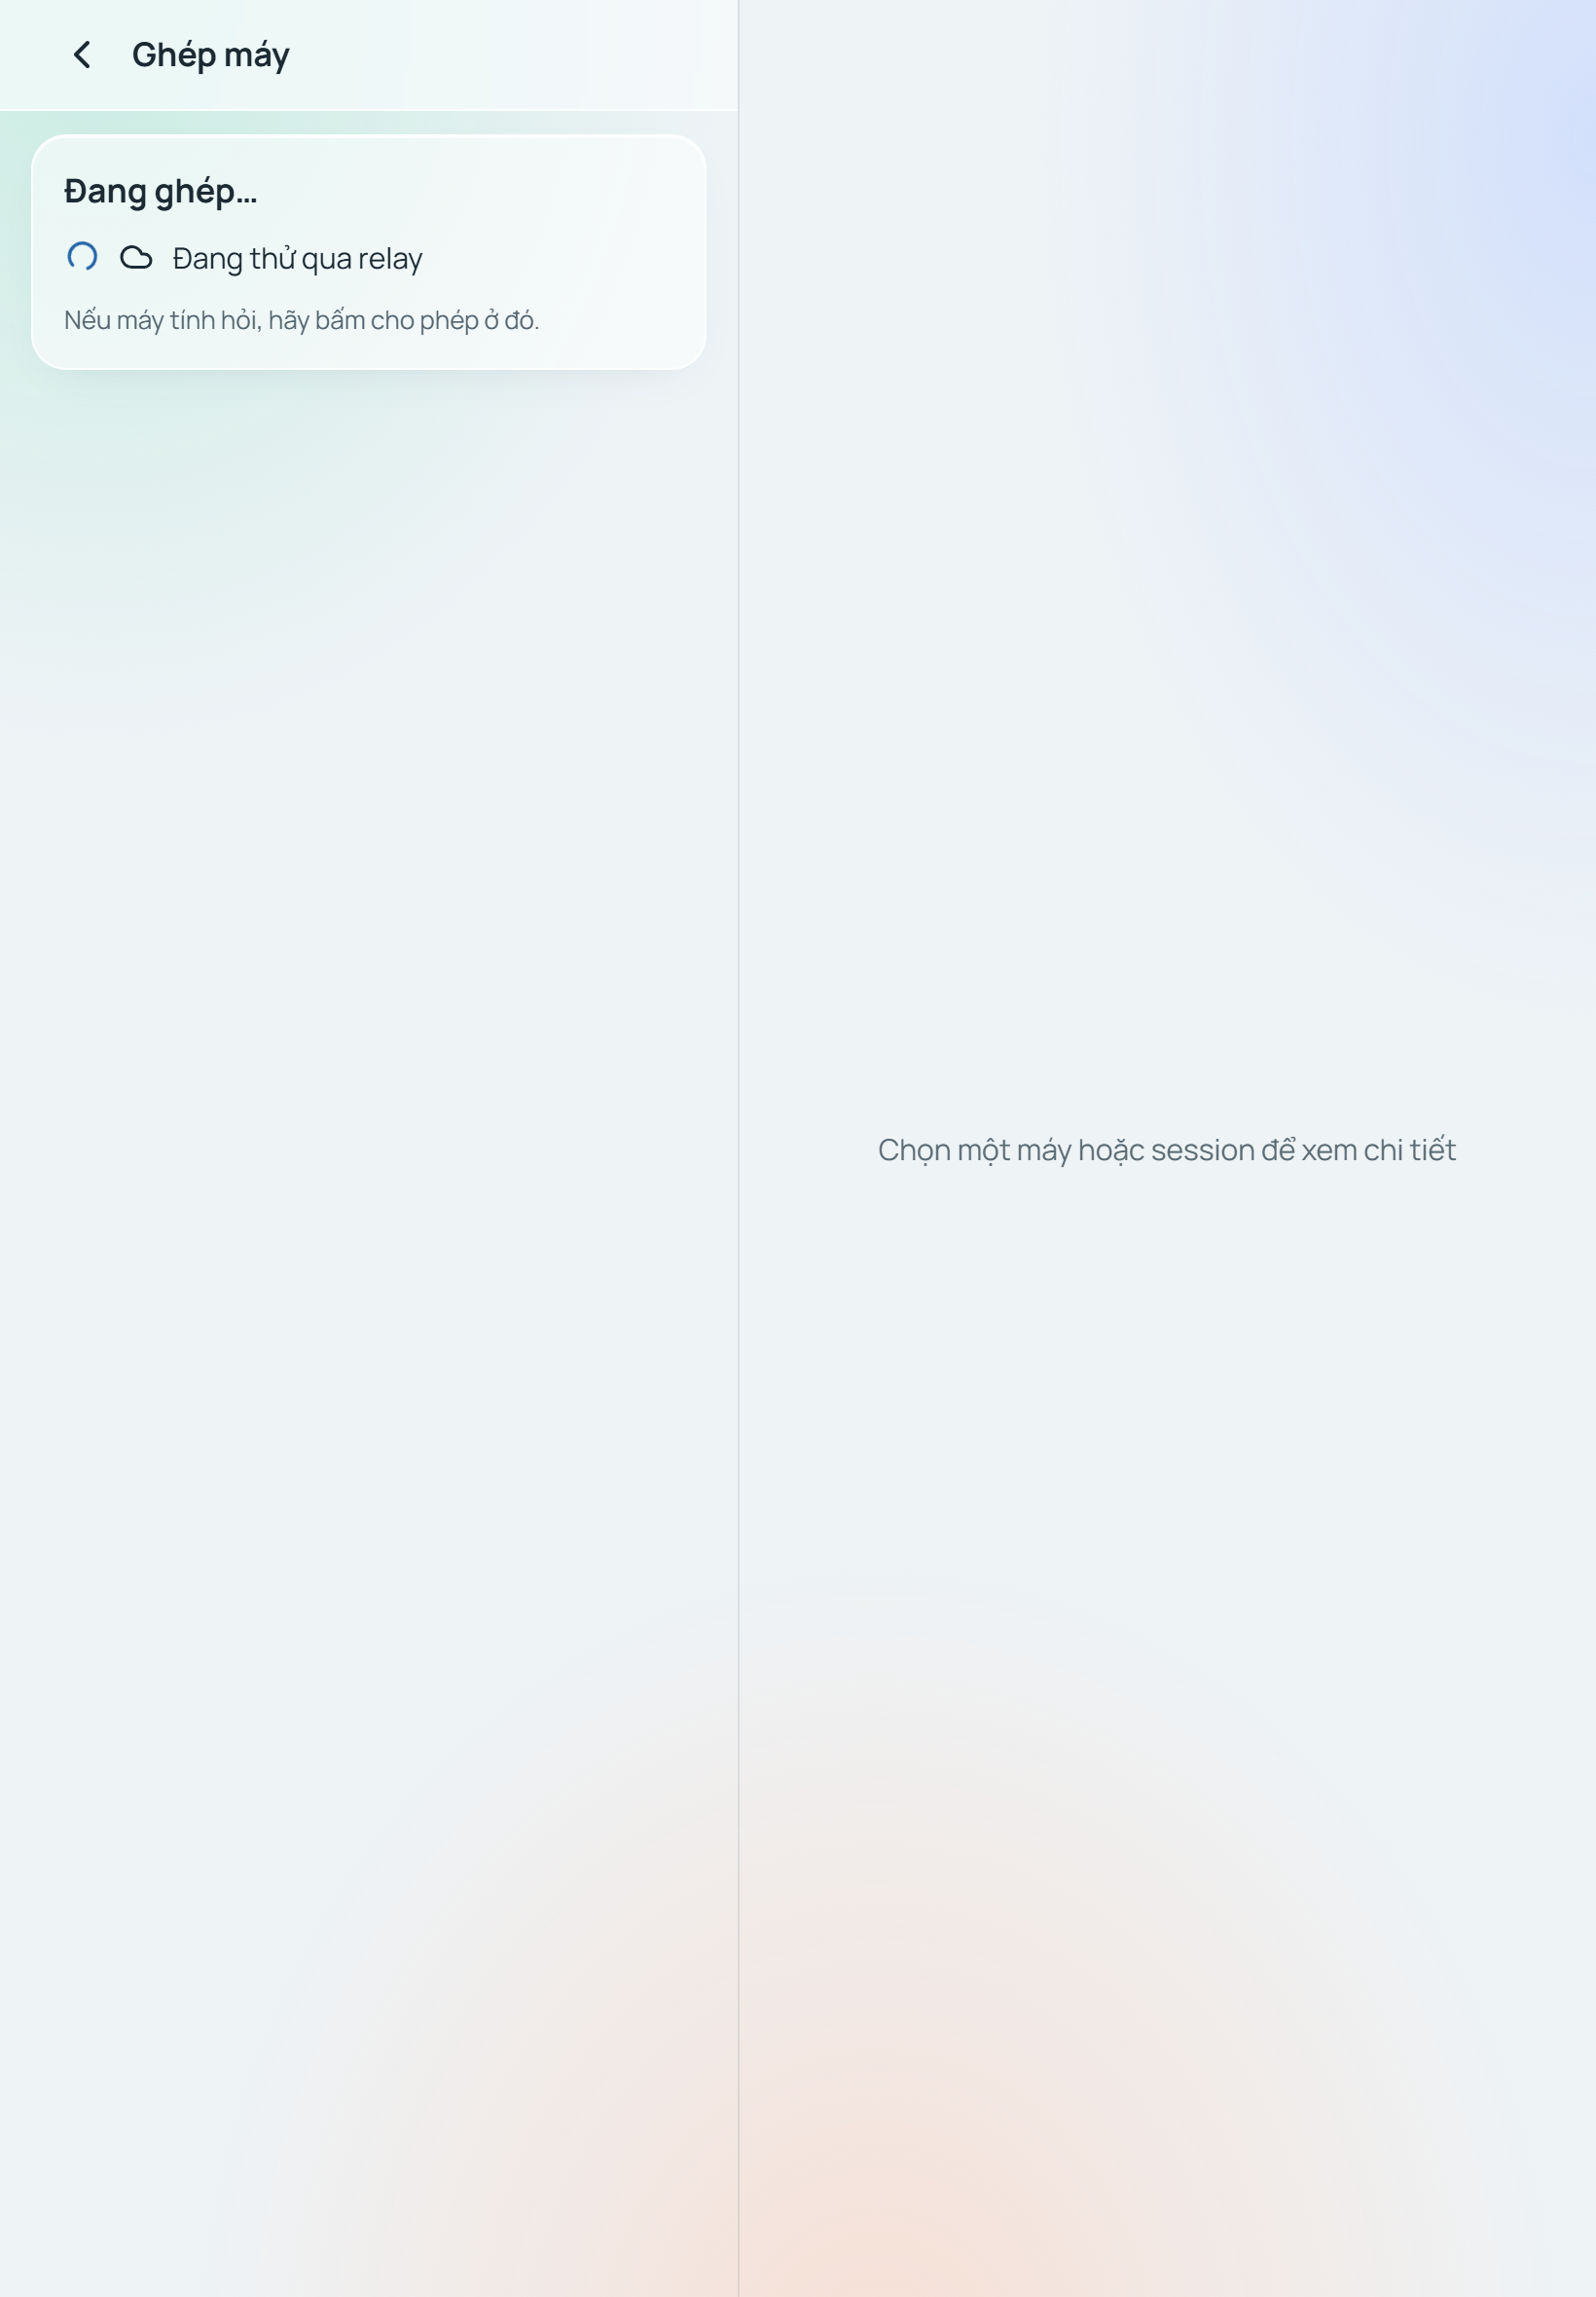 Ghép máy
Đang ghép...
Đang thử qua relay
Nếu máy tính hỏi, hãy bấm cho phép ở đó.
Chọn một máy hoặc session để xem chi tiết